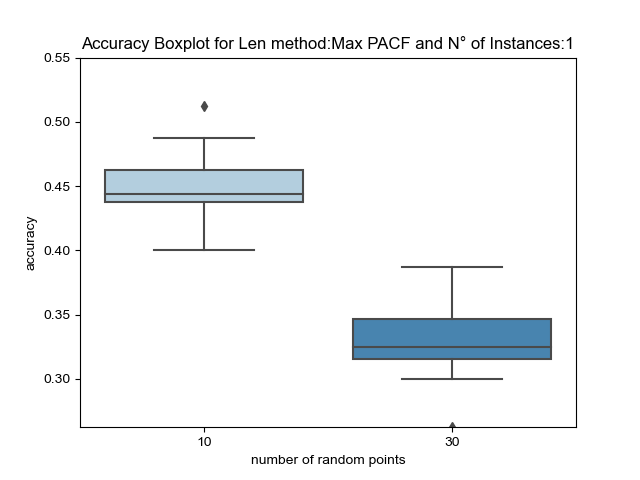 Accuracy Boxplot for Len method:Max PACF and N° of Instances:1
0.55
0.50
0.45
0.40
0.35
0.30
accuracy
10
30
number of random points